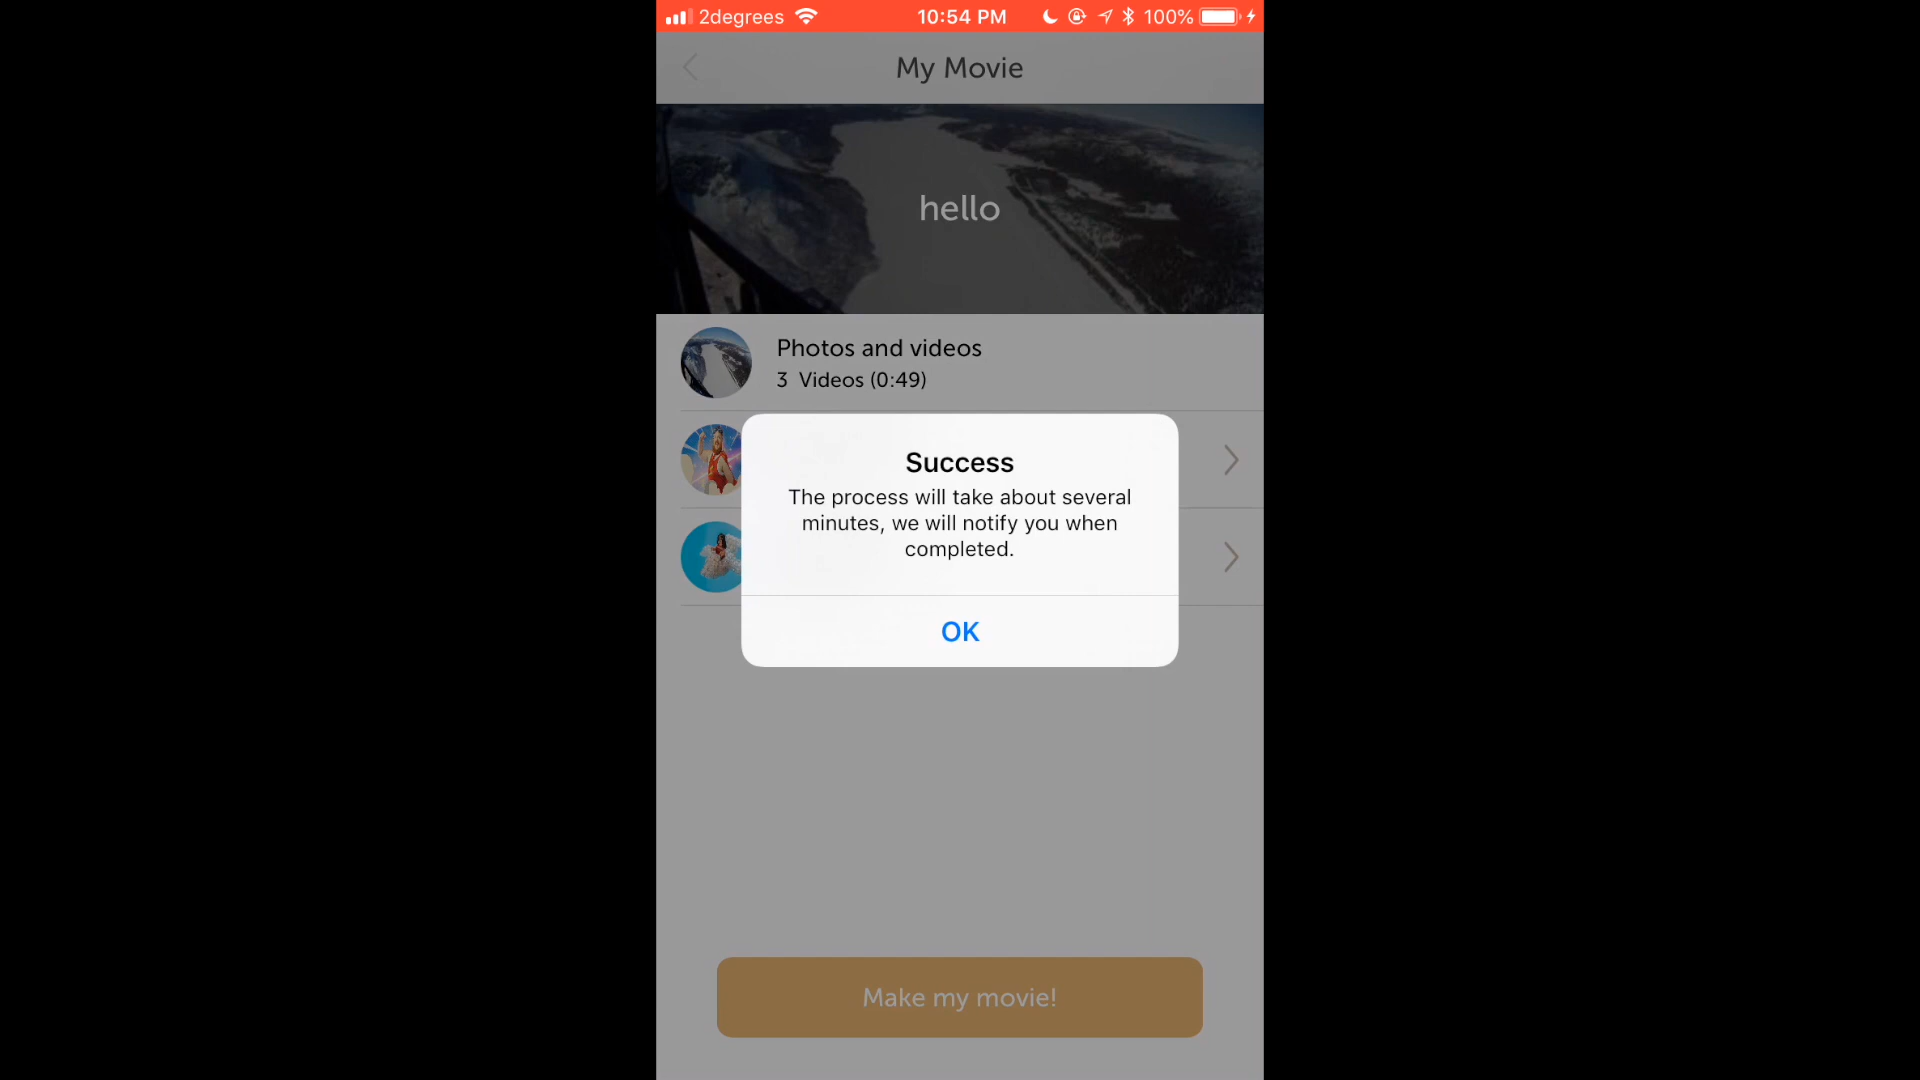 2degrees 10:54 PM 100%
My Movie
hello
Photos and videos
3 Videos (0:49)
Success
The process will take about several
minutes, we will notify you when
completed.
OK
Make my movie!